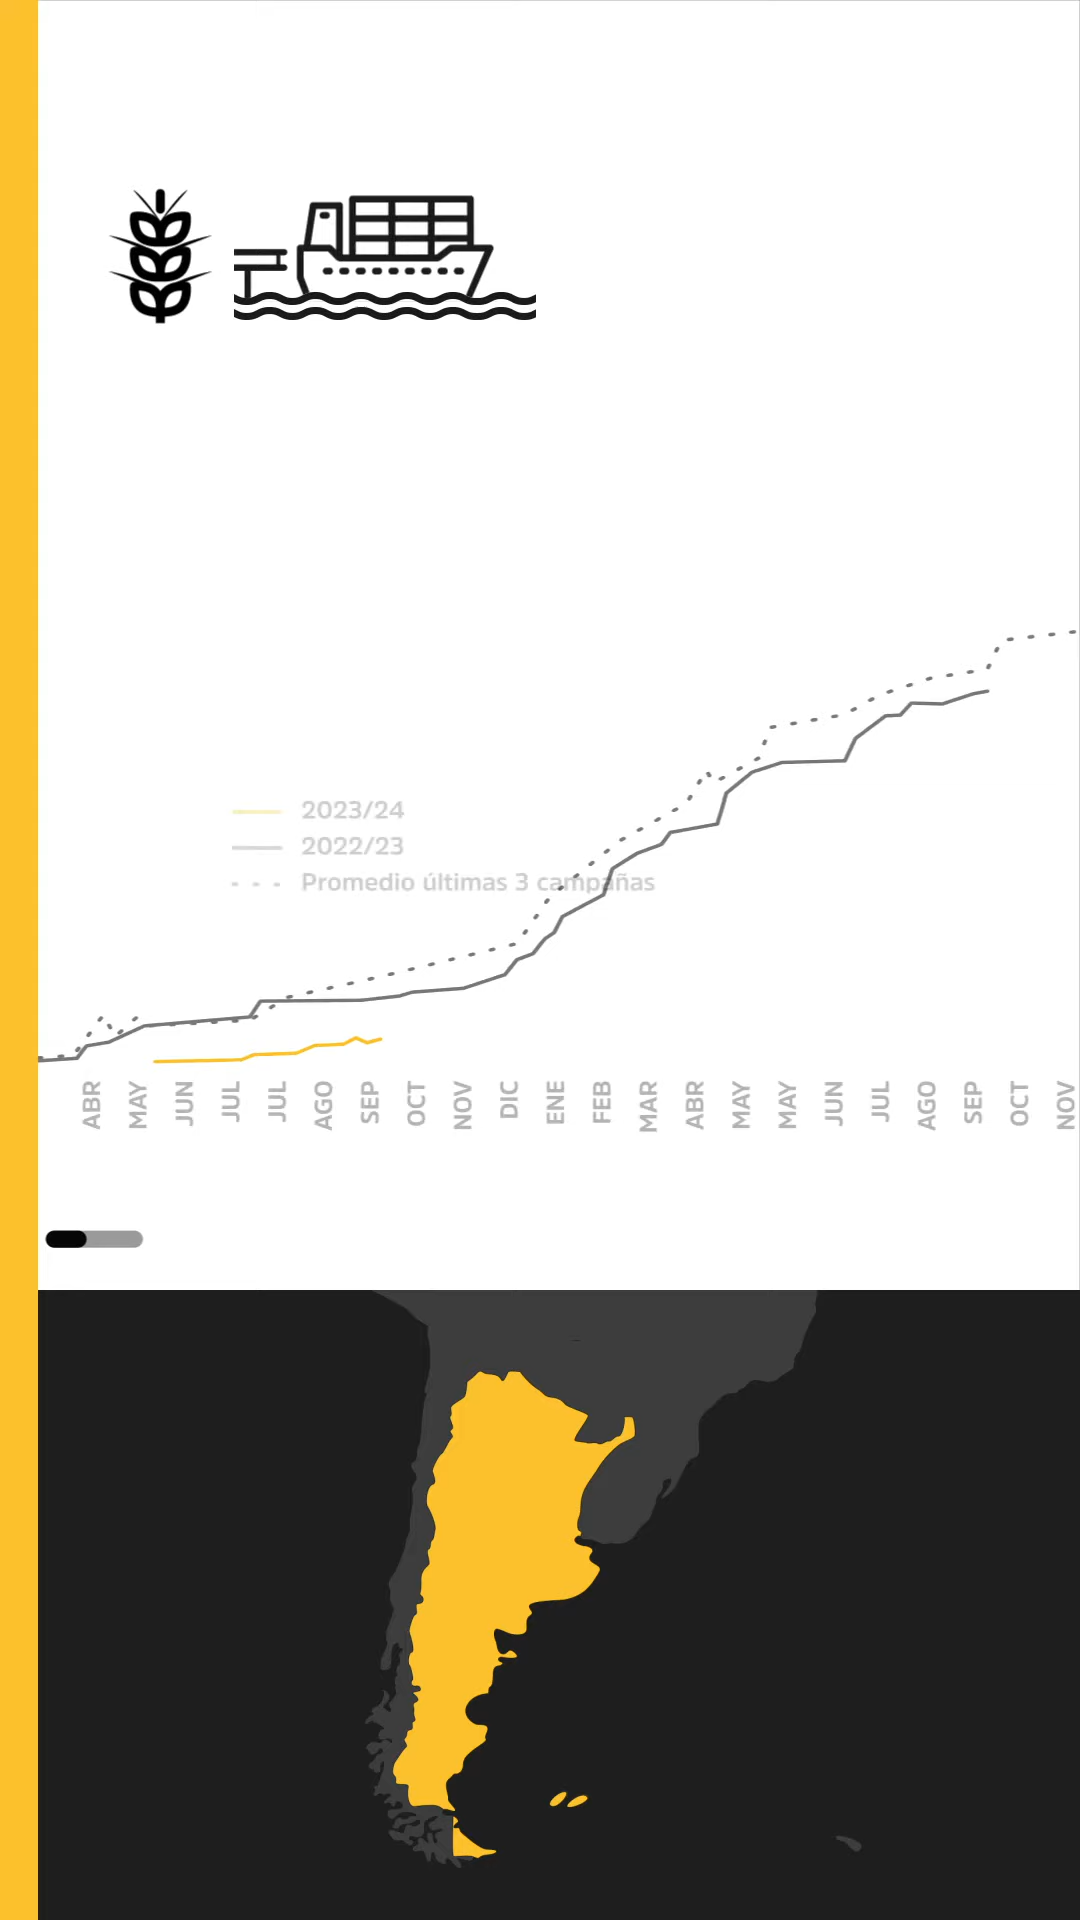 2023/24
2022/23
Promedio últimas 3 campañas
ABR MAY JUN JUL JUL AGO SEP OCT NOV DIC ENE FEB MAR ABR MAY MAY JUN JUL AGO SEP OCT NOV